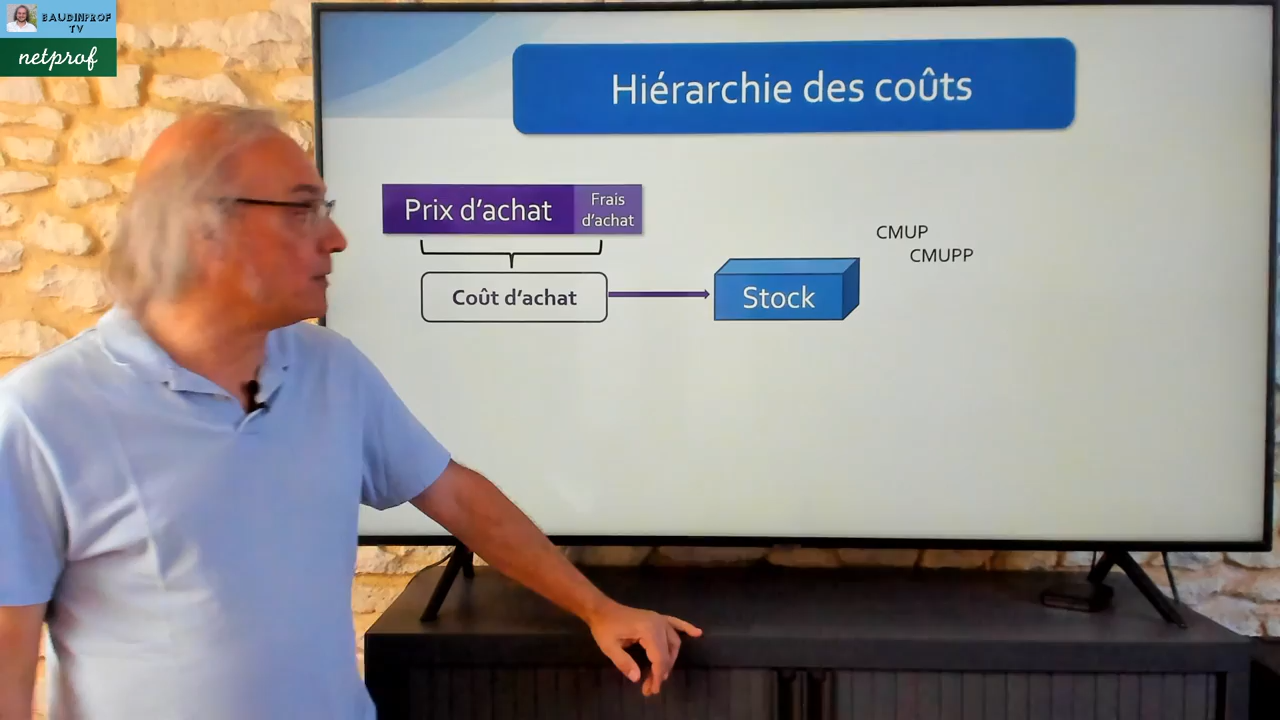 BAUDINPROF
TV
netprof
Hiérarchie des coûts
Prix d'achat
Frais
d'achat
CMUP
CMUPP
Coût d'achat
Stock